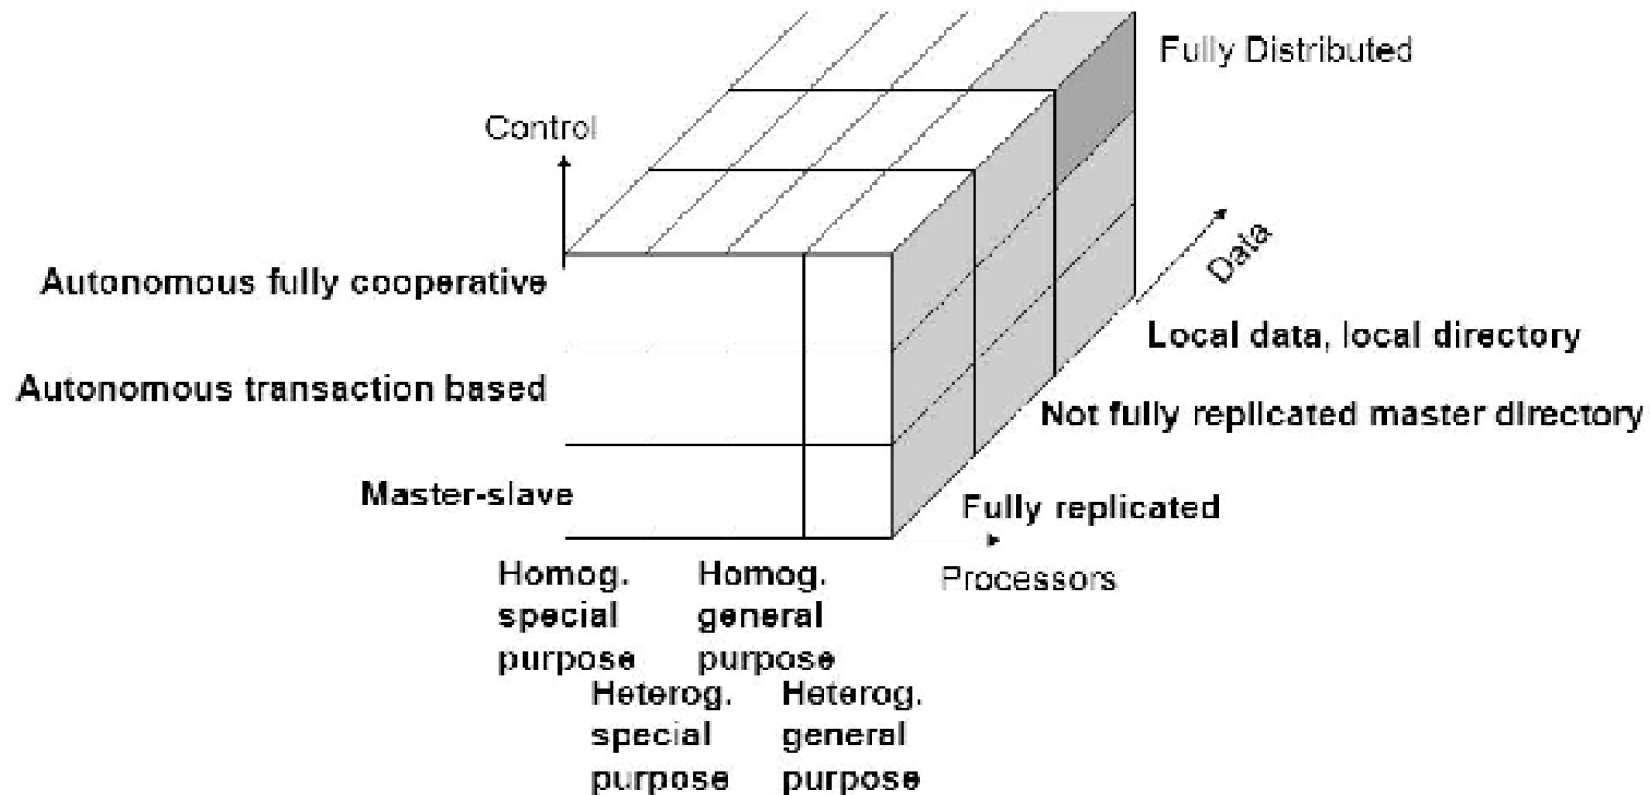 Fully Distributed
Control
Data
Autonomous fully cooperative
Local data, local directory
Autonomous transaction based
Not fully replicated master directory
Master-slave
Fully replicated
Processors
Homog.
special
purpose
Homog.
general
purpose
Heterog.
special
purpose
Heterog.
general
purpose